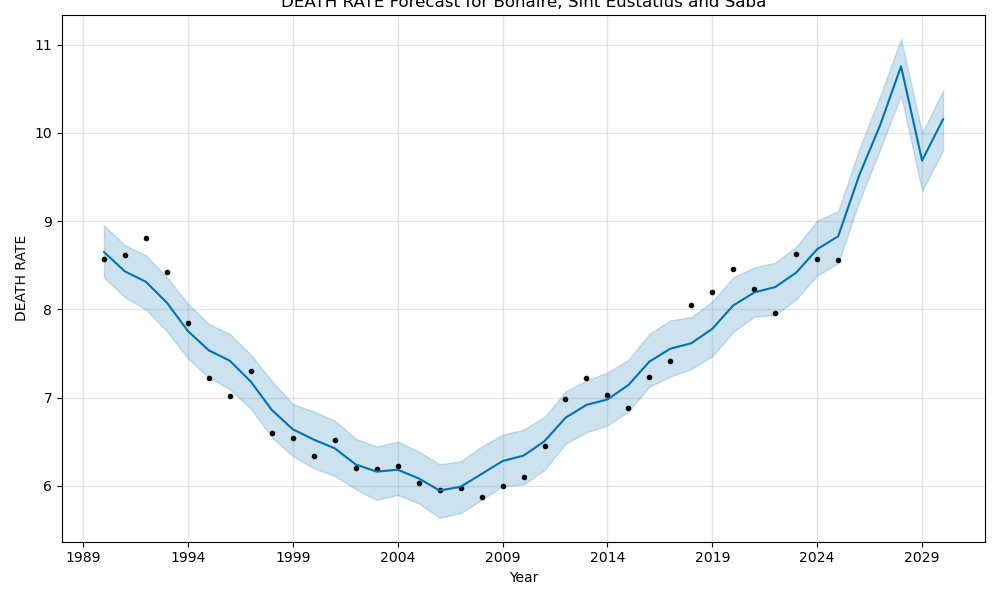 DEATH RATE Forecast for Bonaire, Sint Eustatius and Saba
11
10
9
8
7
6
DEATH RATE
1989 1994 1999 2004 2009 2014 2019 2024 2029
Year